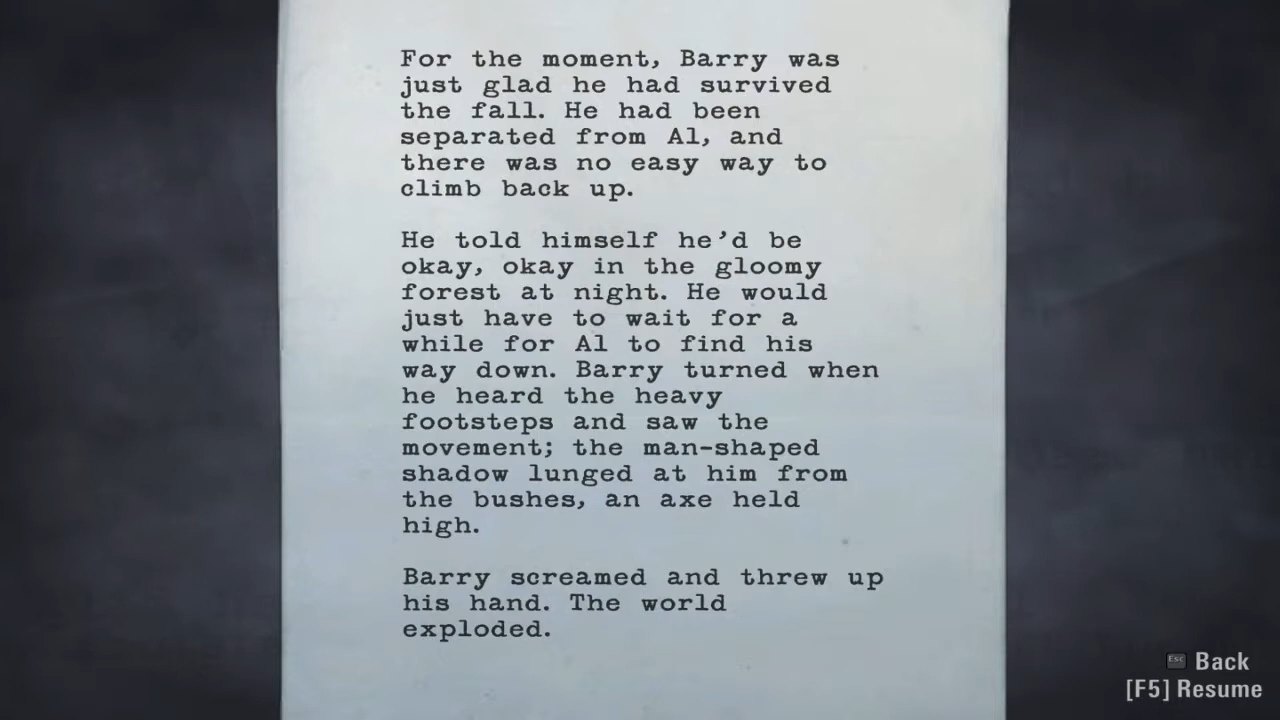 For the moment, Barry was
just glad he had survived
the fall. He had been
separated from Al, and
there was no easy way to
climb back up.
He told himself he’d be
okay, okay in the gloomy
forest at night. He would
just have to wait for a
while for Al to find his
way down. Barry turned when
he heard the heavy
footsteps and saw the
movement; the man-shaped
shadow lunged at him from
the bushes, an axe held
high.
Barry screamed and threw up
his hand. The world
exploded.
Esc Back
[F5] Resume